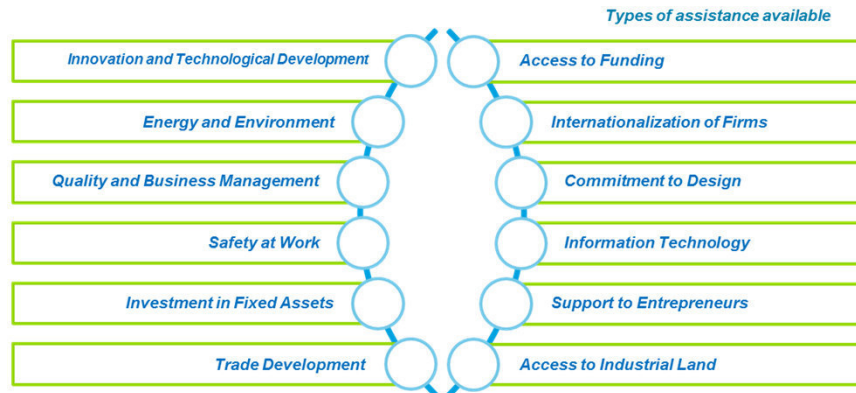 Types of assistance available
Innovation and Technological Development
Access to Funding
Energy and Environment
Internationalization of Firms
Quality and Business Management
Commitment to Design
Safety at Work
Information Technology
Investment in Fixed Assets
Support to Entrepreneurs
Trade Development
Access to Industrial Land